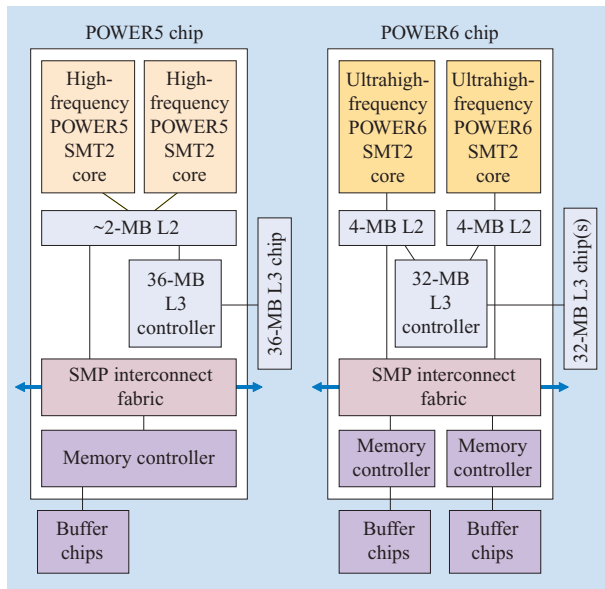 POWER5 chip
High-
frequency
POWER5
SMT2
core
High-
frequency
POWER5
SMT2
core
~2-MB L2
36-MB
L3
controller
36-MB L3 chip
SMP interconnect
fabric
Memory controller
Buffer
chips
POWER6 chip
Ultrahigh-
frequency
POWER6
SMT2
core
Ultrahigh-
frequency
POWER6
SMT2
core
4-MB L2
4-MB L2
32-MB
L3
controller
32-MB L3 chip(s)
SMP interconnect
fabric
Memory
controller
Memory
controller
Buffer
chips
Buffer
chips